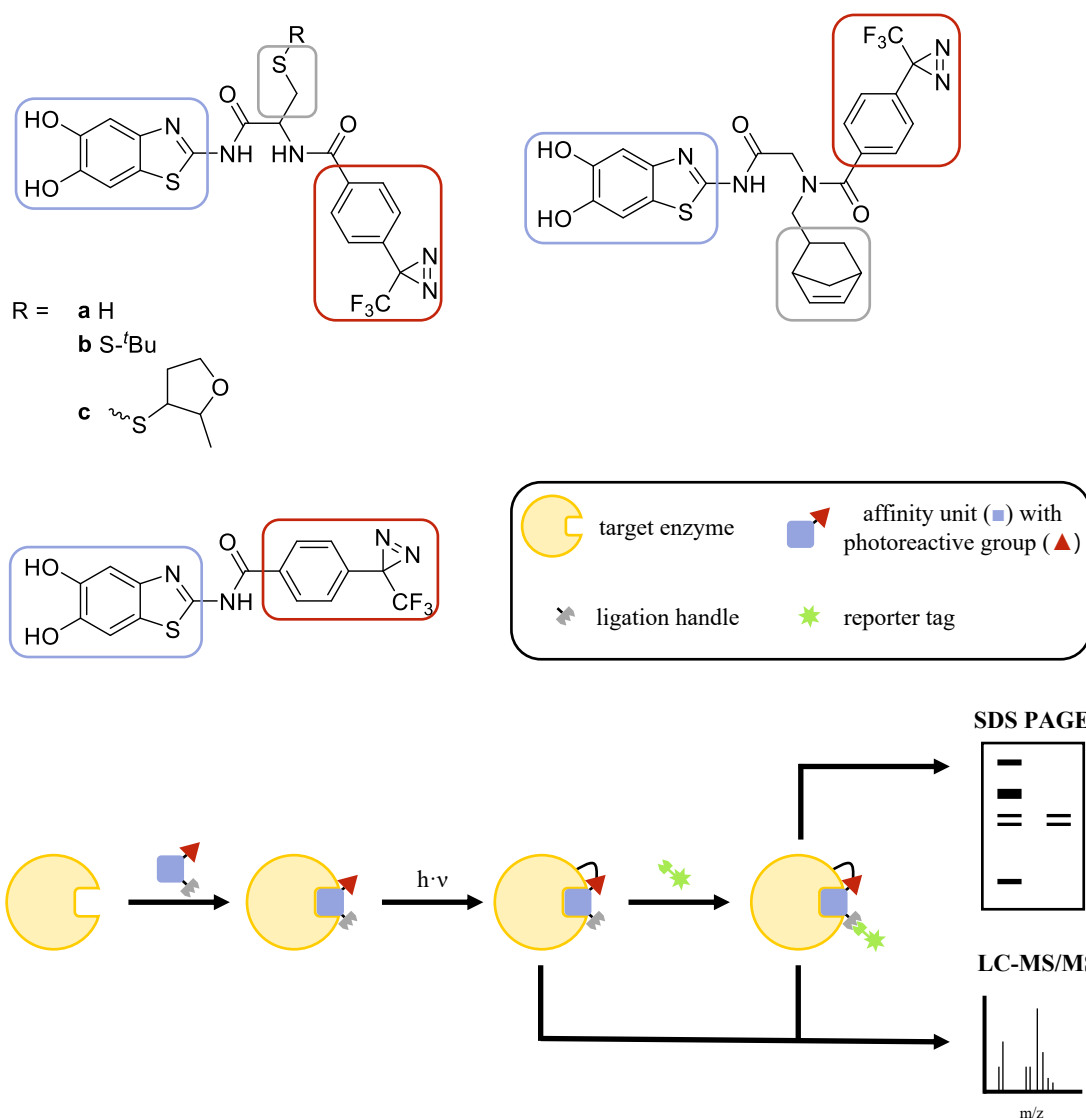 R
S
O
O
HO
N
NH
HN
HO
S
N
N
F₃C
R = a H
b S-ᵗBu
c
S
O
F₃C
N
N
O
HO
N
NH
N
HO
S
O
O
N
N
HO
N
NH
HO
S
CF₃
target enzyme
affinity unit (■) with
photoreactive group (▲)
ligation handle
reporter tag
SDS PAGE
h·ν
LC-MS/MS
m/z